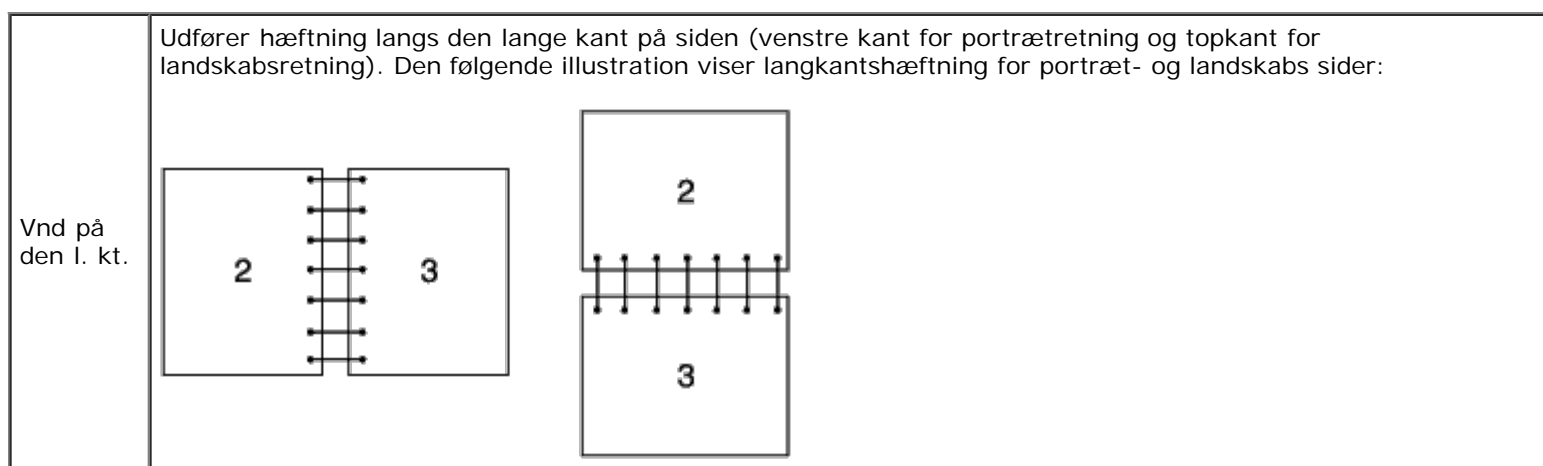 Udfører hæftning langs den lange kant på siden (venstre kant for portrætretning og topkant for
landskabsretning). Den følgende illustration viser langkantshæftning for portræt- og landskabs sider:
Vnd på
den l. kt.
2
3
2
3